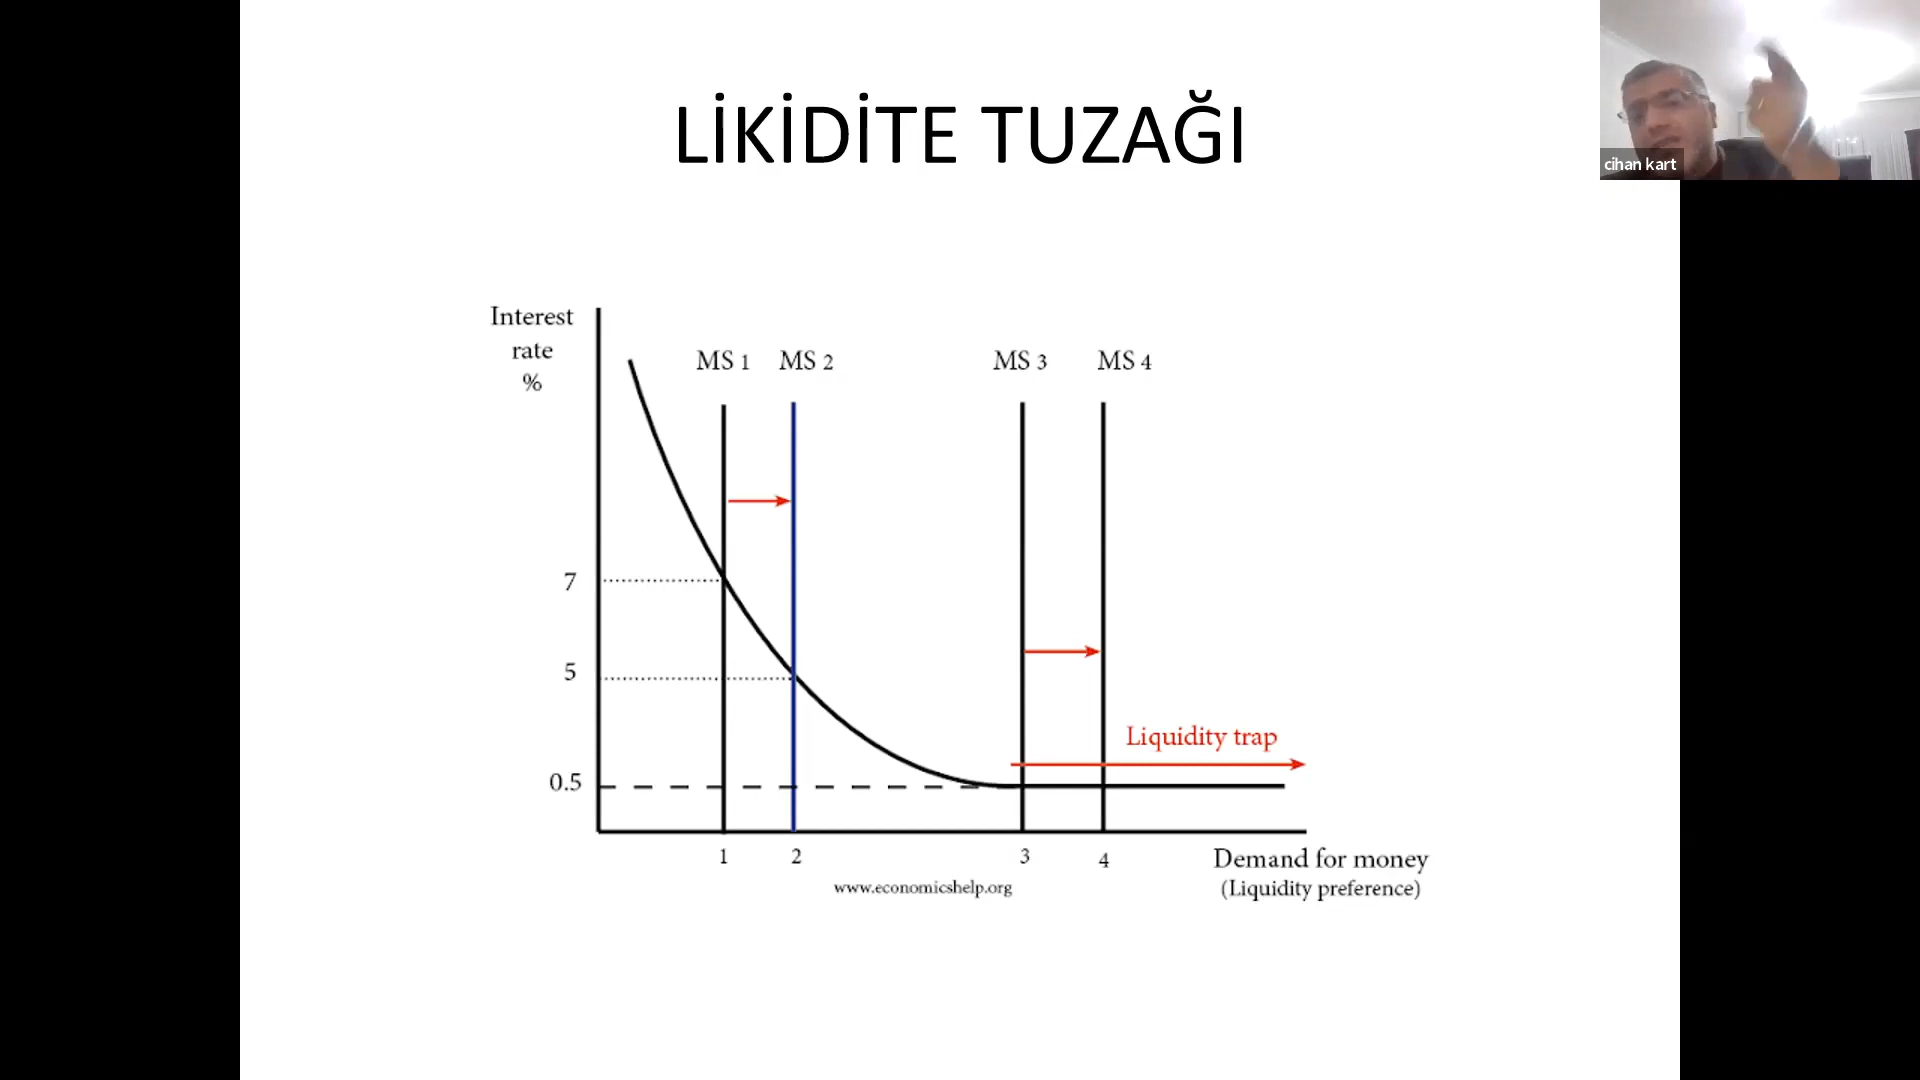 LİKİDİTE TUZAĞI
cihan kart
Interest
rate
%
MS 1
MS 2
MS 3
MS 4
7
5
0.5
Liquidity trap
1
2
3
4
Demand for money
(Liquidity preference)
www.economicshelp.org